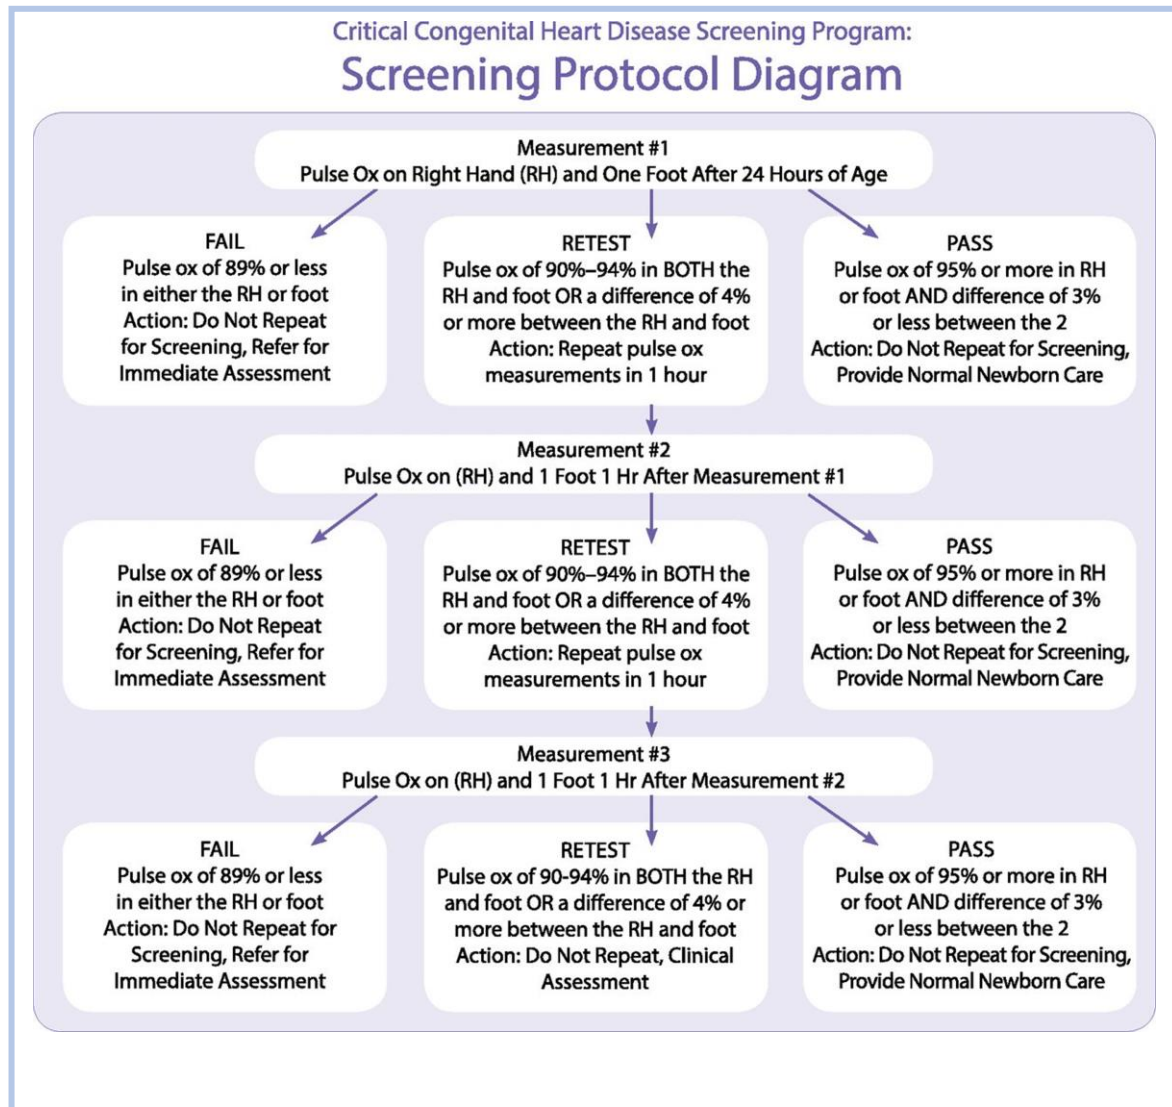 Critical Congenital Heart Disease Screening Program:
Screening Protocol Diagram
Measurement #1
Pulse Ox on Right Hand (RH) and One Foot After 24 Hours of Age
FAIL
Pulse ox of 89% or less
in either the RH or foot
Action: Do Not Repeat
for Screening, Refer for
Immediate Assessment
RETEST
Pulse ox of 90%–94% in BOTH the
RH and foot OR a difference of 4%
or more between the RH and foot
Action: Repeat pulse ox
measurements in 1 hour
PASS
Pulse ox of 95% or more in RH
or foot AND difference of 3%
or less between the 2
Action: Do Not Repeat for Screening,
Provide Normal Newborn Care
Measurement #2
Pulse Ox on (RH) and 1 Foot 1 Hr After Measurement #1
FAIL
Pulse ox of 89% or less
in either the RH or foot
Action: Do Not Repeat
for Screening, Refer for
Immediate Assessment
RETEST
Pulse ox of 90%–94% in BOTH the
RH and foot OR a difference of 4%
or more between the RH and foot
Action: Repeat pulse ox
measurements in 1 hour
PASS
Pulse ox of 95% or more in RH
or foot AND difference of 3%
or less between the 2
Action: Do Not Repeat for Screening,
Provide Normal Newborn Care
Measurement #3
Pulse Ox on (RH) and 1 Foot 1 Hr After Measurement #2
FAIL
Pulse ox of 89% or less
in either the RH or foot
Action: Do Not Repeat for
Screening, Refer for
Immediate Assessment
RETEST
Pulse ox of 90-94% in BOTH the RH
and foot OR a difference of 4% or
more between the RH and foot
Action: Do Not Repeat, Clinical
Assessment
PASS
Pulse ox of 95% or more in RH
or foot AND difference of 3%
or less between the 2
Action: Do Not Repeat for Screening,
Provide Normal Newborn Care